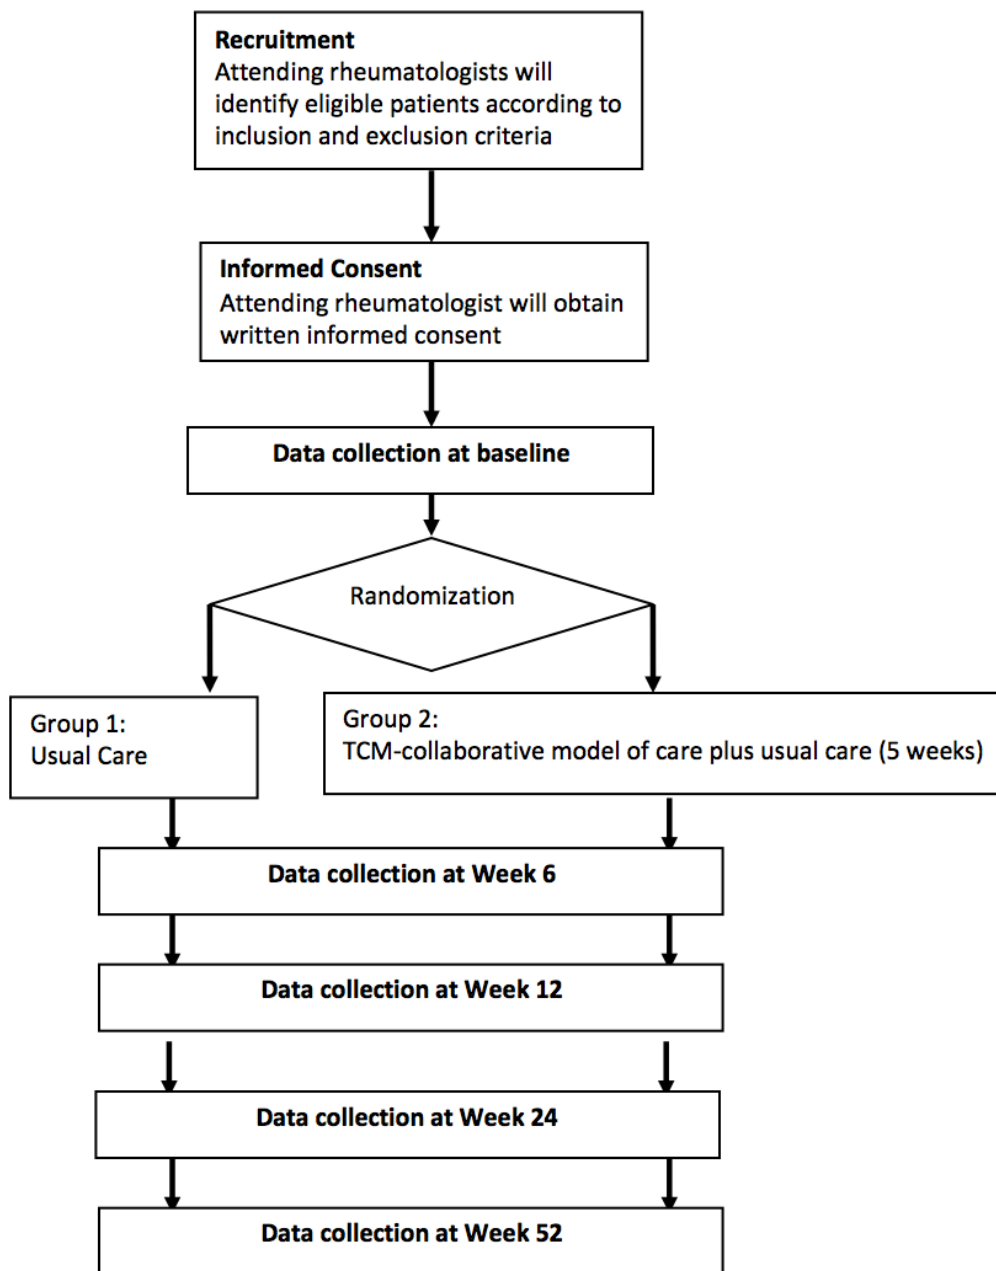 Recruitment
Attending rheumatologists will
identify eligible patients according to
inclusion and exclusion criteria
Informed Consent
Attending rheumatologist will obtain
written informed consent
Data collection at baseline
Randomization
Group 1:
Usual Care
Group 2:
TCM-collaborative model of care plus usual care (5 weeks)
Data collection at Week 6
Data collection at Week 12
Data collection at Week 24
Data collection at Week 52